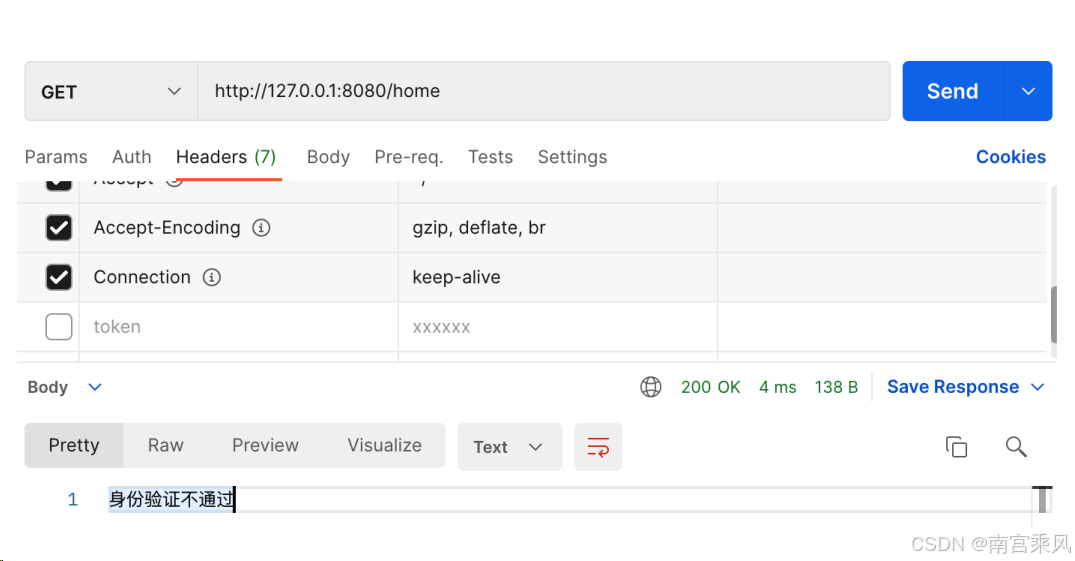 GET http://127.0.0.1:8080/home Send
Params Auth Headers (7) Body Pre-req. Tests Settings Cookies
Accept */*
Accept-Encoding gzip, deflate, br
Connection keep-alive
token xxxxxx
Body 200 OK 4 ms 138 B Save Response
Pretty Raw Preview Visualize Text
1 身份验证不通过
CSDN @南宫乘风